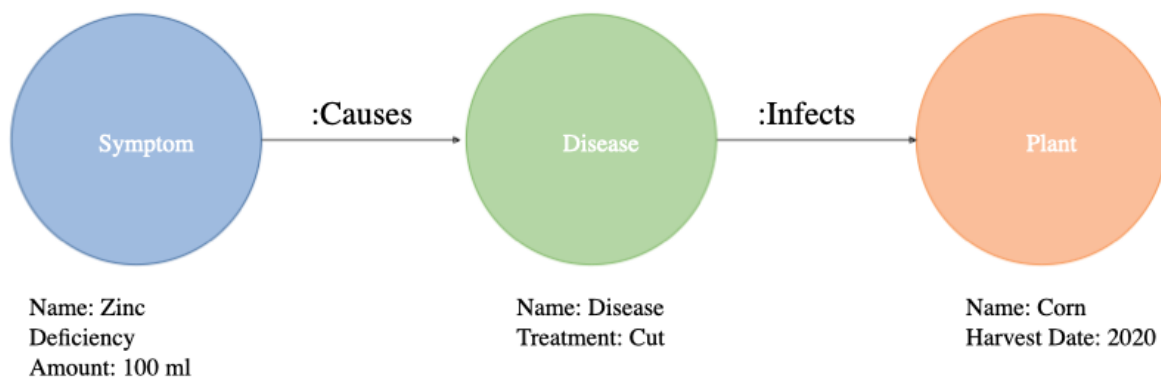 :Causes
:Infects
Symptom
Disease
Plant
Name: Zinc
Deficiency
Amount: 100 ml
Name: Disease
Treatment: Cut
Name: Corn
Harvest Date: 2020